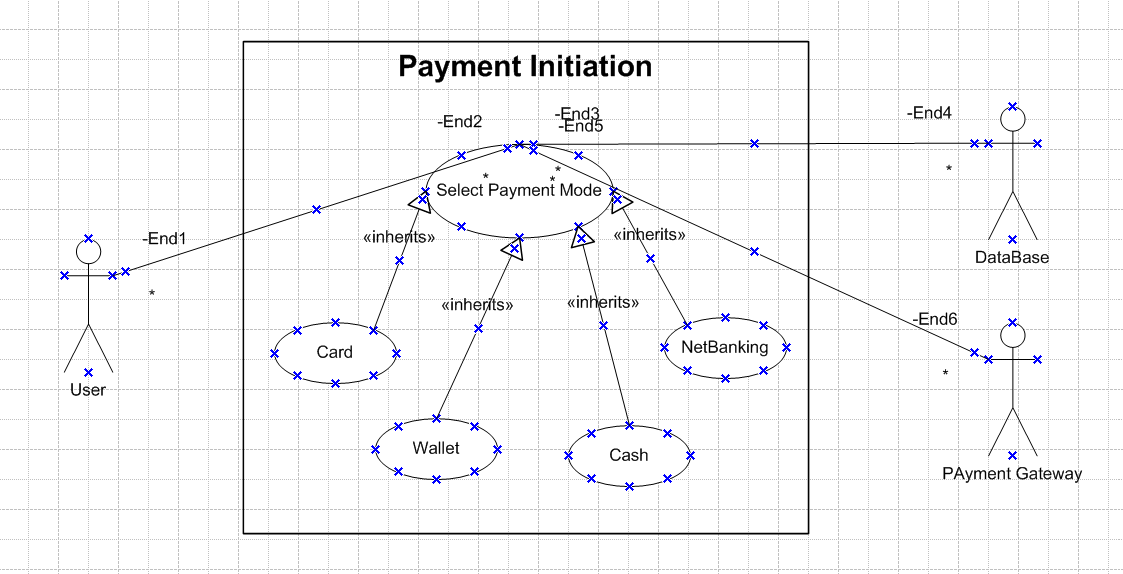 Payment Initiation
-End3
-End4
-End2
-End5
*
*
*
*
Select Payment Mode
-End1
«inherits»
«inherits»
DataBase
*
«inherits»
«inherits»
-End6
Card
NetBanking
*
User
Wallet
Cash
PAyment Gateway